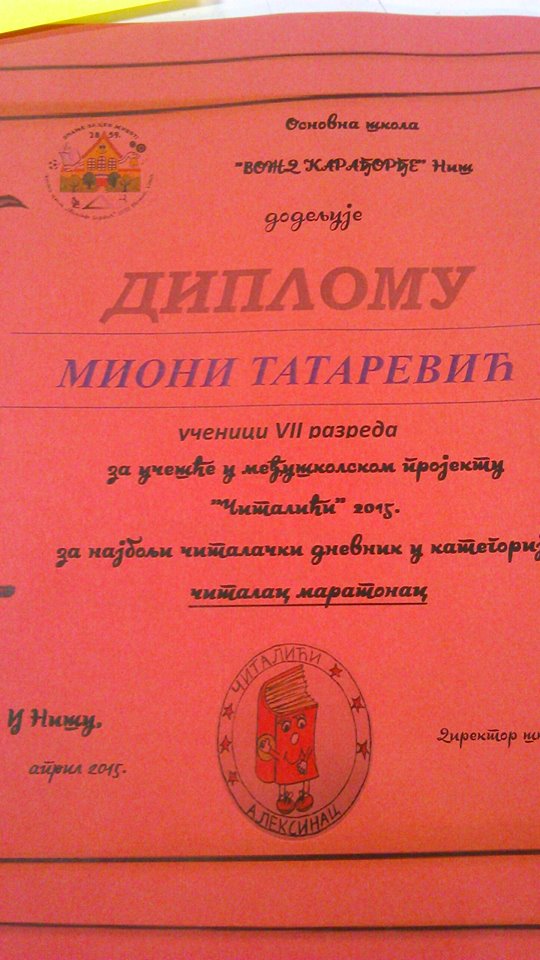 Основна школа
"ВОЖД КАРАЂОРЂЕ" Ниш
додељује
ДИПЛОМУ
МИОНИ ТАТАРЕВИЋ
ученици VII разреда
за учешће у међушколском пројекту
"Читалићи" 2015.
за најбољи читалачки дневник у категориј
читалац маратонац
ЧИТАЛИЋИ
АЛЕКСИНАЦ
У Нишу,
април 2015.
Директор